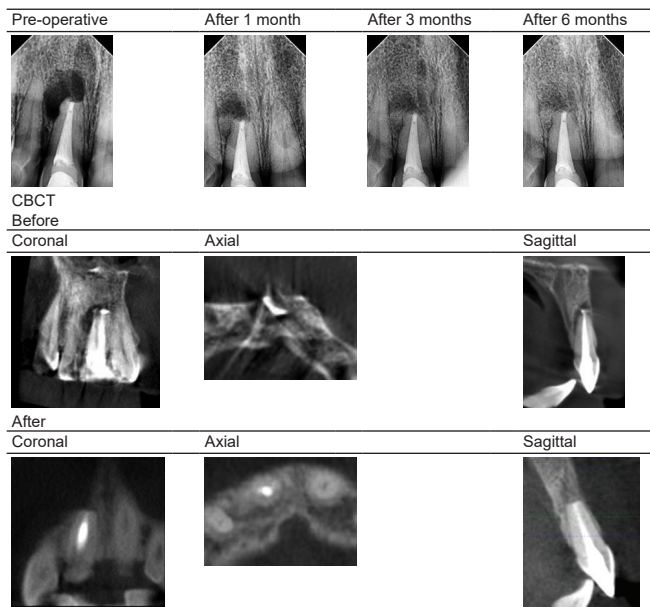 Pre-operative After 1 month After 3 months After 6 months
CBCT
Before
Coronal Axial Sagittal
After
Coronal Axial Sagittal